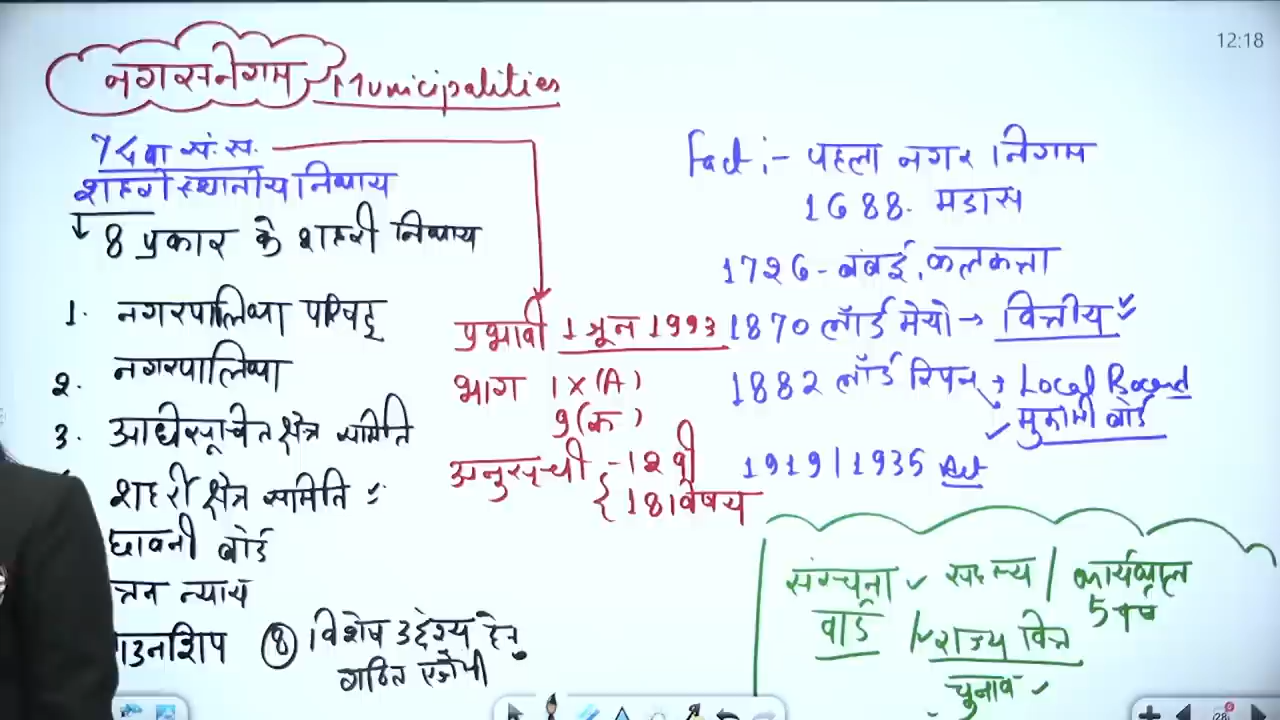 12:18
नगरनिगम Municipalities
74वा सं.स.
शहरी स्थानीय निकाय
8 प्रकार के शहरी निकाय
1. नगरपालिका परिषद्
2. नगरपालिका
3. अधिसूचित क्षेत्र समिति
शहरी क्षेत्र समिति
छावनी बोर्ड
त्तन न्यास
ाउनशिप
8 विशेष उद्देश्य हेतु
गठित एजेंसी
प्रभावी 1 जून 1993
भाग IX(A)
9(क)
अनुसूची - 12वी
18 विषय
Fact :- पहला नगर निगम
1688. मद्रास
1726 - बंबई, कलकत्ता
1870 लॉर्ड मेयो → वित्तीय
1882 लॉर्ड रिपन → Local Board
मुकामी बोर्ड
1919 | 1935 Act
संरचना सदस्य / कार्यकाल
5 वर्ष
वार्ड राज्य वित्त
चुनाव
28